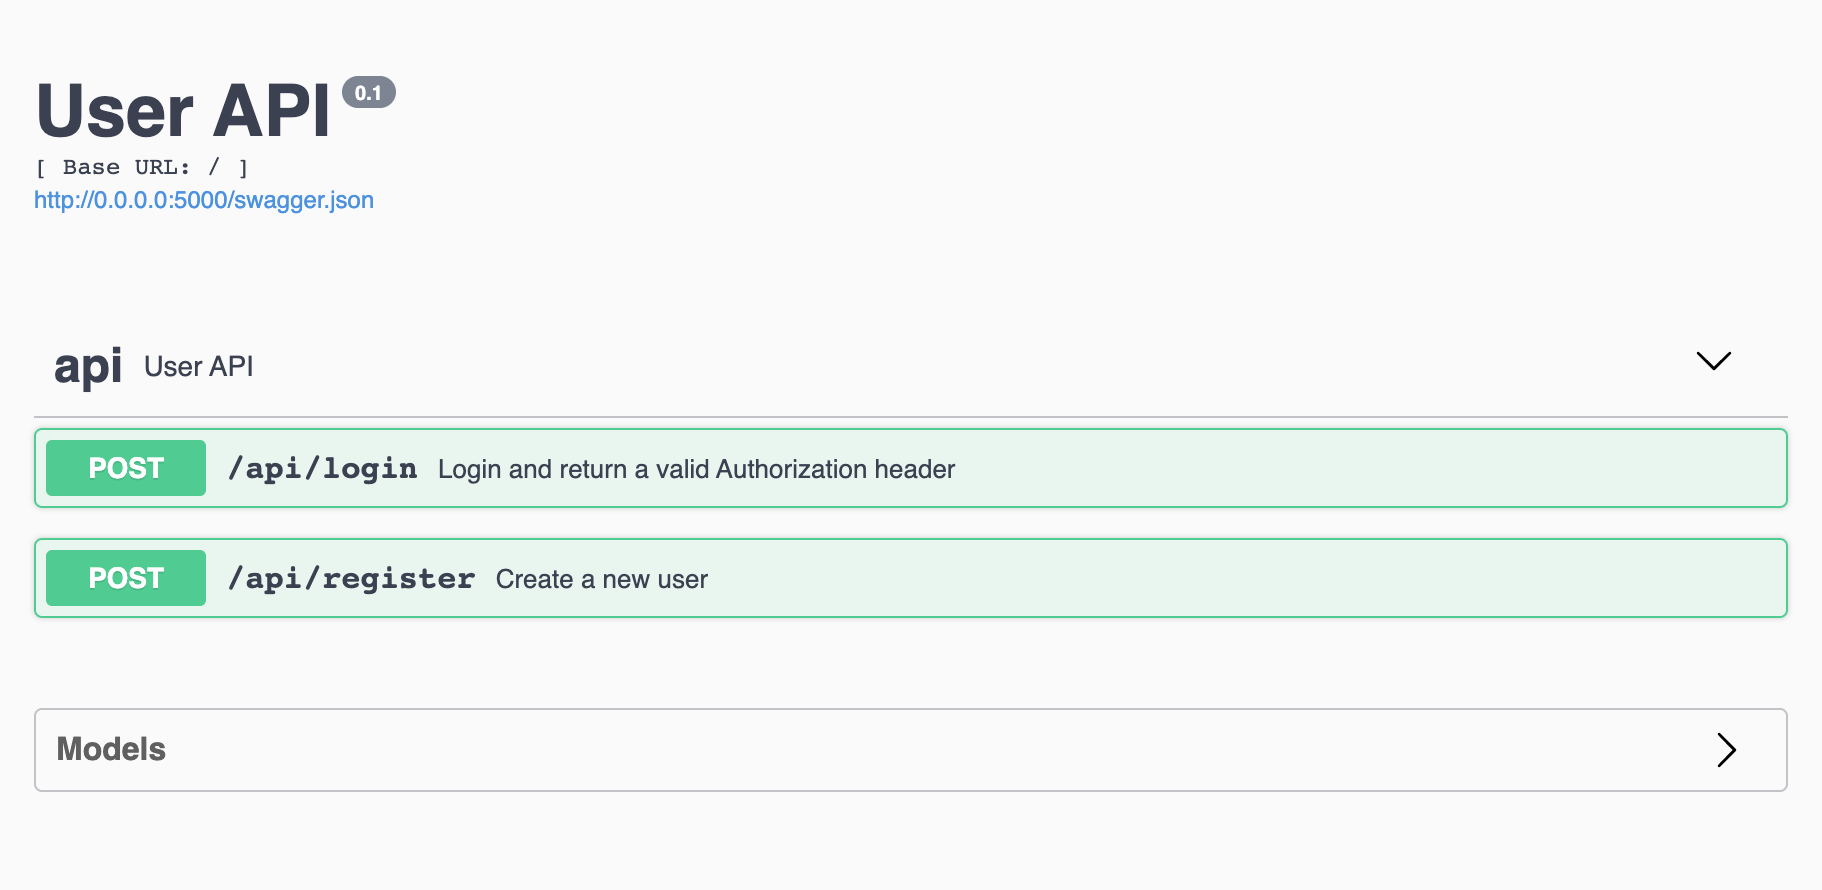 User API 0.1
[ Base URL: / ]
http://0.0.0.0:5000/swagger.json
api User API
POST /api/login Login and return a valid Authorization header
POST /api/register Create a new user
Models